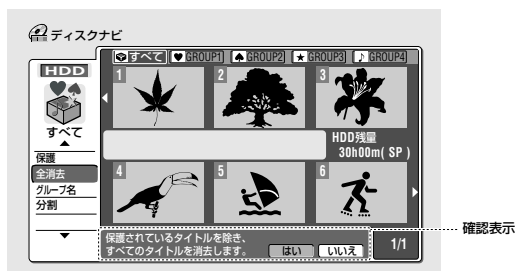 ディスクナビ
すべて GROUP1 GROUP2 GROUP3 GROUP4
HDD
すべて
保護
全消去
グループ名
分割
1
2
3
HDD残量
30h00m( SP )
4
5
6
保護されているタイトルを除き、
すべてのタイトルを消去します。
はい いいえ
1/1
確認表示